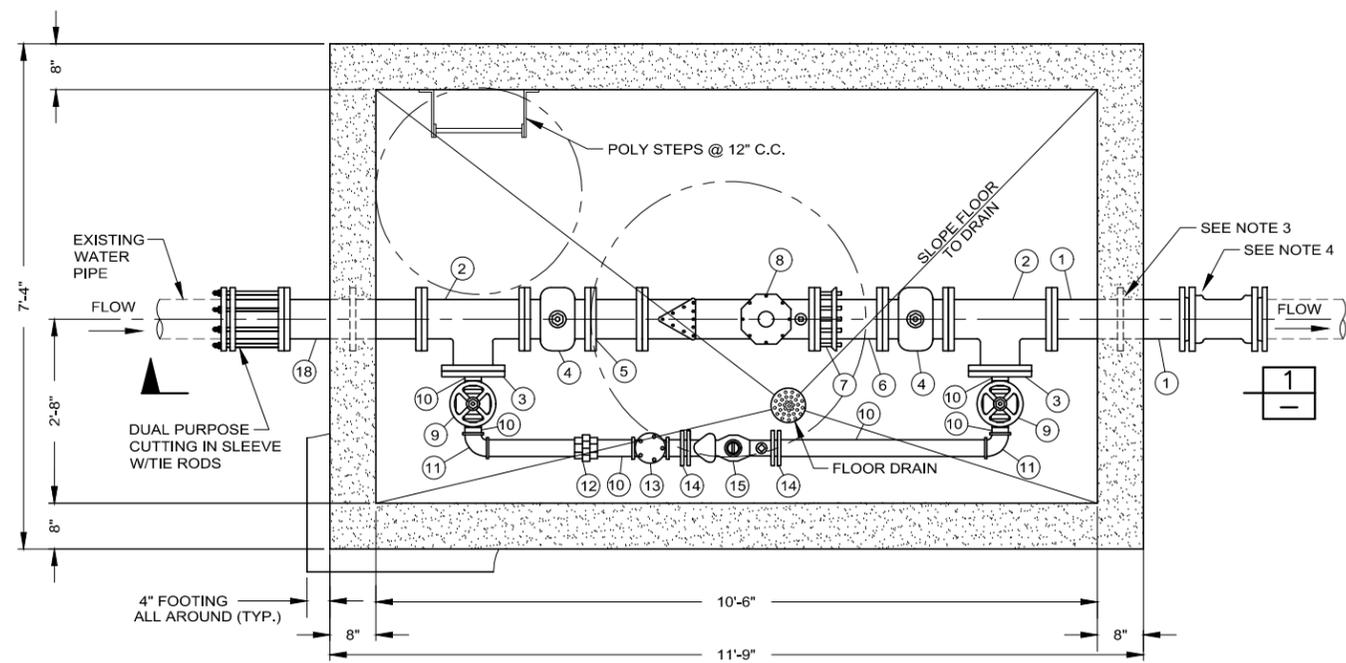 8"
7'-4"
2'-8"
8"
POLY STEPS @ 12" C.C.
SLOPE FLOOR
TO DRAIN
EXISTING
WATER
PIPE
FLOW
SEE NOTE 3
SEE NOTE 4
FLOW
2
8
2
1
18
4
5
7
6
4
1
10
3
10
3
9
10
10
10
9
11
11
12
10
13
14
15
14
FLOOR DRAIN
DUAL PURPOSE
CUTTING IN SLEEVE
W/TIE RODS
1
–
4" FOOTING
ALL AROUND (TYP.)
10'-6"
8"
8"
11'-9"